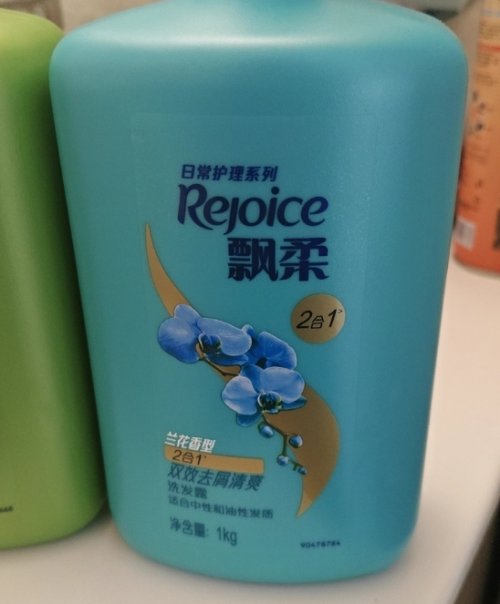 日常护理系列
Rejoice
飘柔
2合1
兰花香型
2合1
双效去屑清爽
洗发露
适合中性和油性发质
净含量: 1kg
90478784